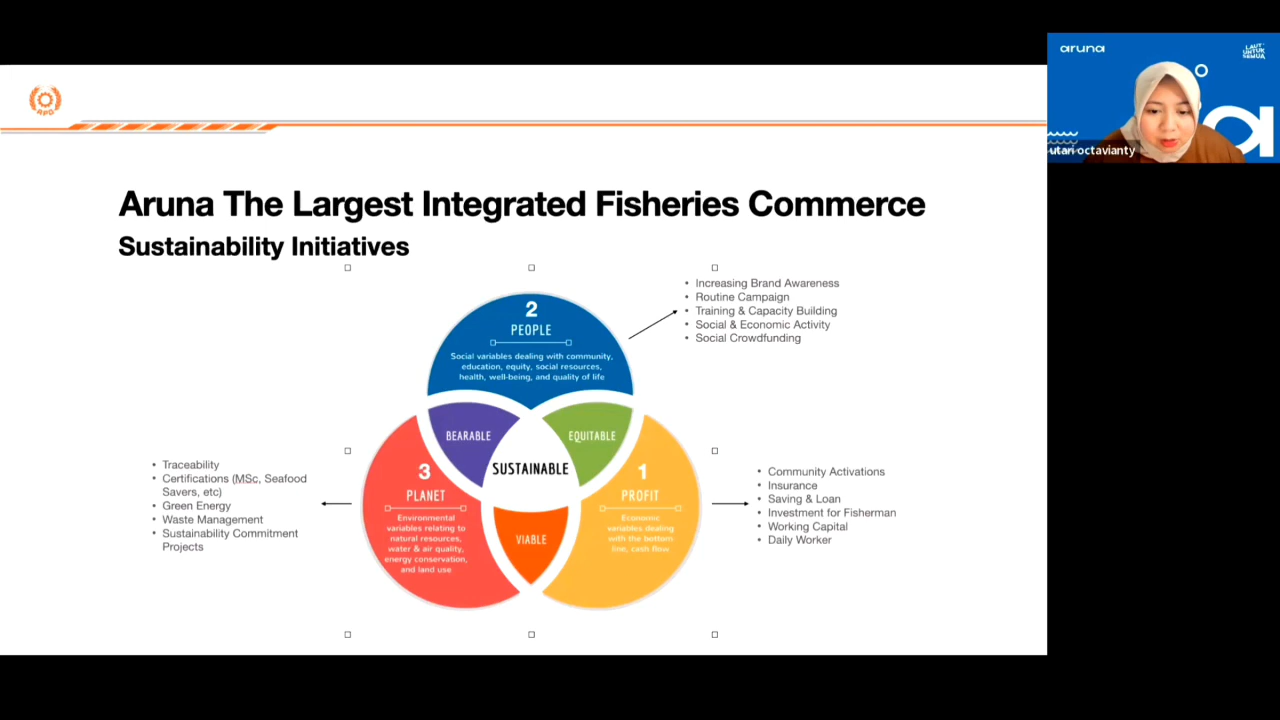 aruna
LAUT
UNTUK
SEMUA
utari octavianty
APD
Aruna The Largest Integrated Fisheries Commerce
Sustainability Initiatives
2
PEOPLE
Social variables dealing with community,
education, equity, social resources,
health, well-being, and quality of life
• Increasing Brand Awareness
• Routine Campaign
• Training & Capacity Building
• Social & Economic Activity
• Social Crowdfunding
BEARABLE
EQUITABLE
SUSTAINABLE
VIABLE
• Traceability
• Certifications (MSc, Seafood
Savers, etc)
• Green Energy
• Waste Management
• Sustainability Commitment
Projects
3
PLANET
Environmental
variables relating to
natural resources,
water & air quality,
energy conservation,
and land use
1
PROFIT
Economic
variables dealing
with the bottom
line, cash flow
• Community Activations
• Insurance
• Saving & Loan
• Investment for Fisherman
• Working Capital
• Daily Worker